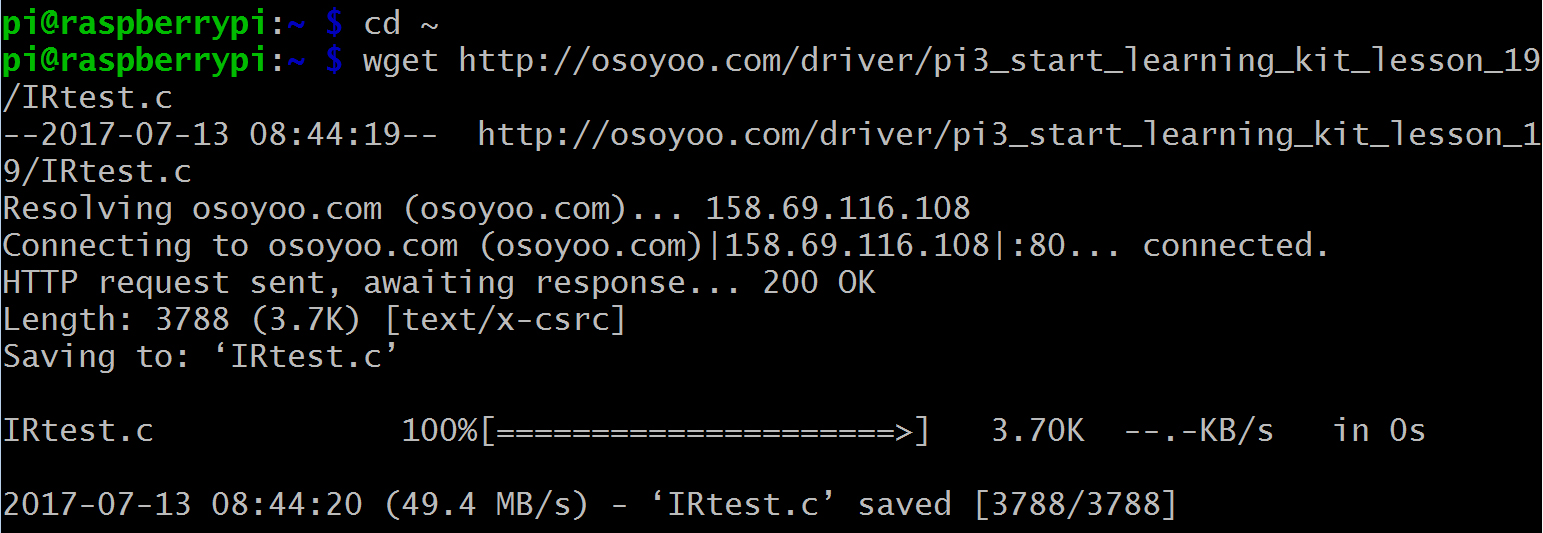 pi@raspberrypi:~ $ cd ~
pi@raspberrypi:~ $ wget http://osoyoo.com/driver/pi3_start_learning_kit_lesson_19
/IRtest.c
--2017-07-13 08:44:19--  http://osoyoo.com/driver/pi3_start_learning_kit_lesson_1
9/IRtest.c
Resolving osoyoo.com (osoyoo.com)... 158.69.116.108
Connecting to osoyoo.com (osoyoo.com)|158.69.116.108|:80... connected.
HTTP request sent, awaiting response... 200 OK
Length: 3788 (3.7K) [text/x-csrc]
Saving to: ‘IRtest.c’
IRtest.c             100%[=====================>]   3.70K  --.-KB/s   in 0s
2017-07-13 08:44:20 (49.4 MB/s) - ‘IRtest.c’ saved [3788/3788]